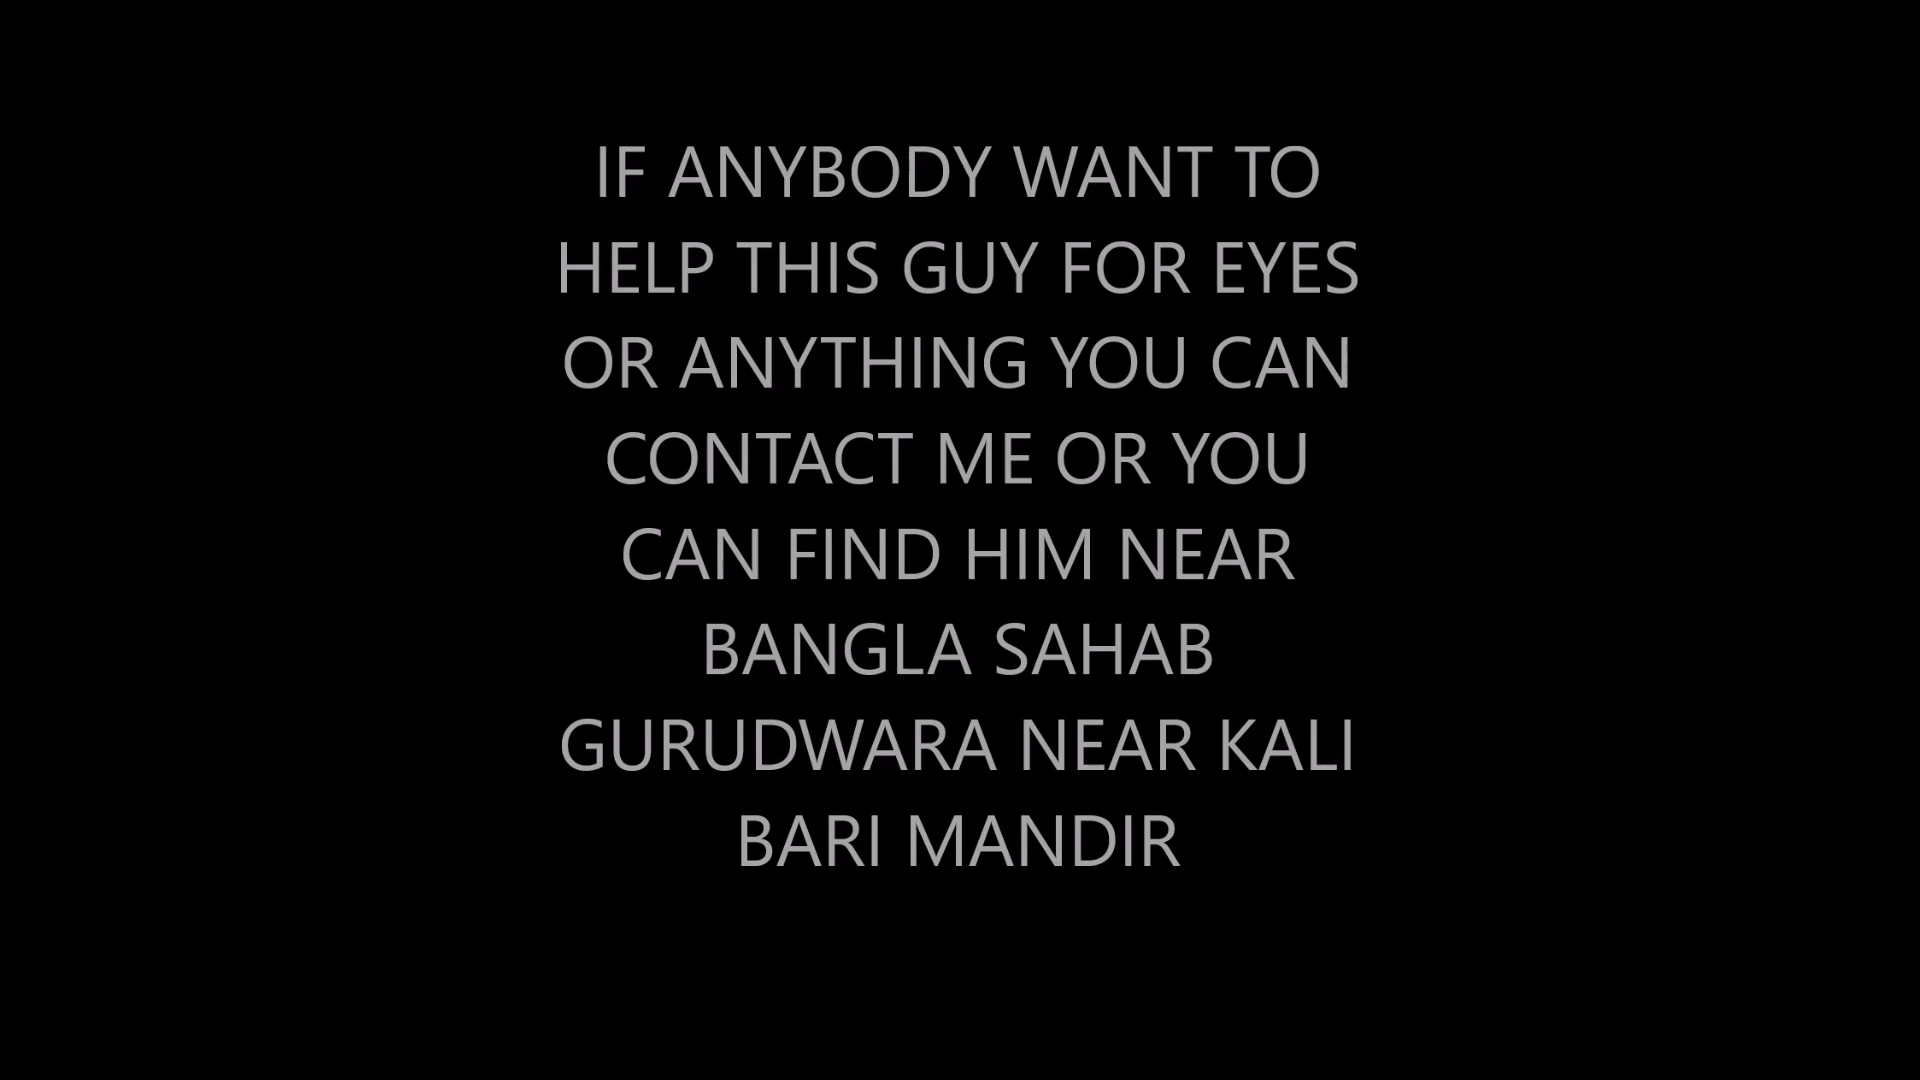 IF ANYBODY WANT TO
HELP THIS GUY FOR EYES
OR ANYTHING YOU CAN
CONTACT ME OR YOU
CAN FIND HIM NEAR
BANGLA SAHAB
GURUDWARA NEAR KALI
BARI MANDIR